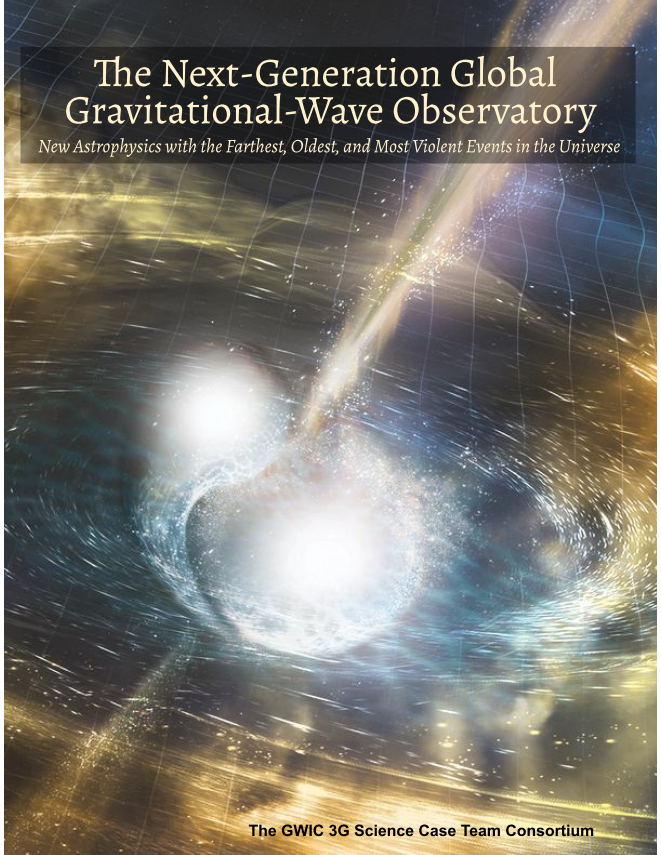 The Next-Generation Global
Gravitational-Wave Observatory
New Astrophysics with the Farthest, Oldest, and Most Violent Events in the Universe
The GWIC 3G Science Case Team Consortium